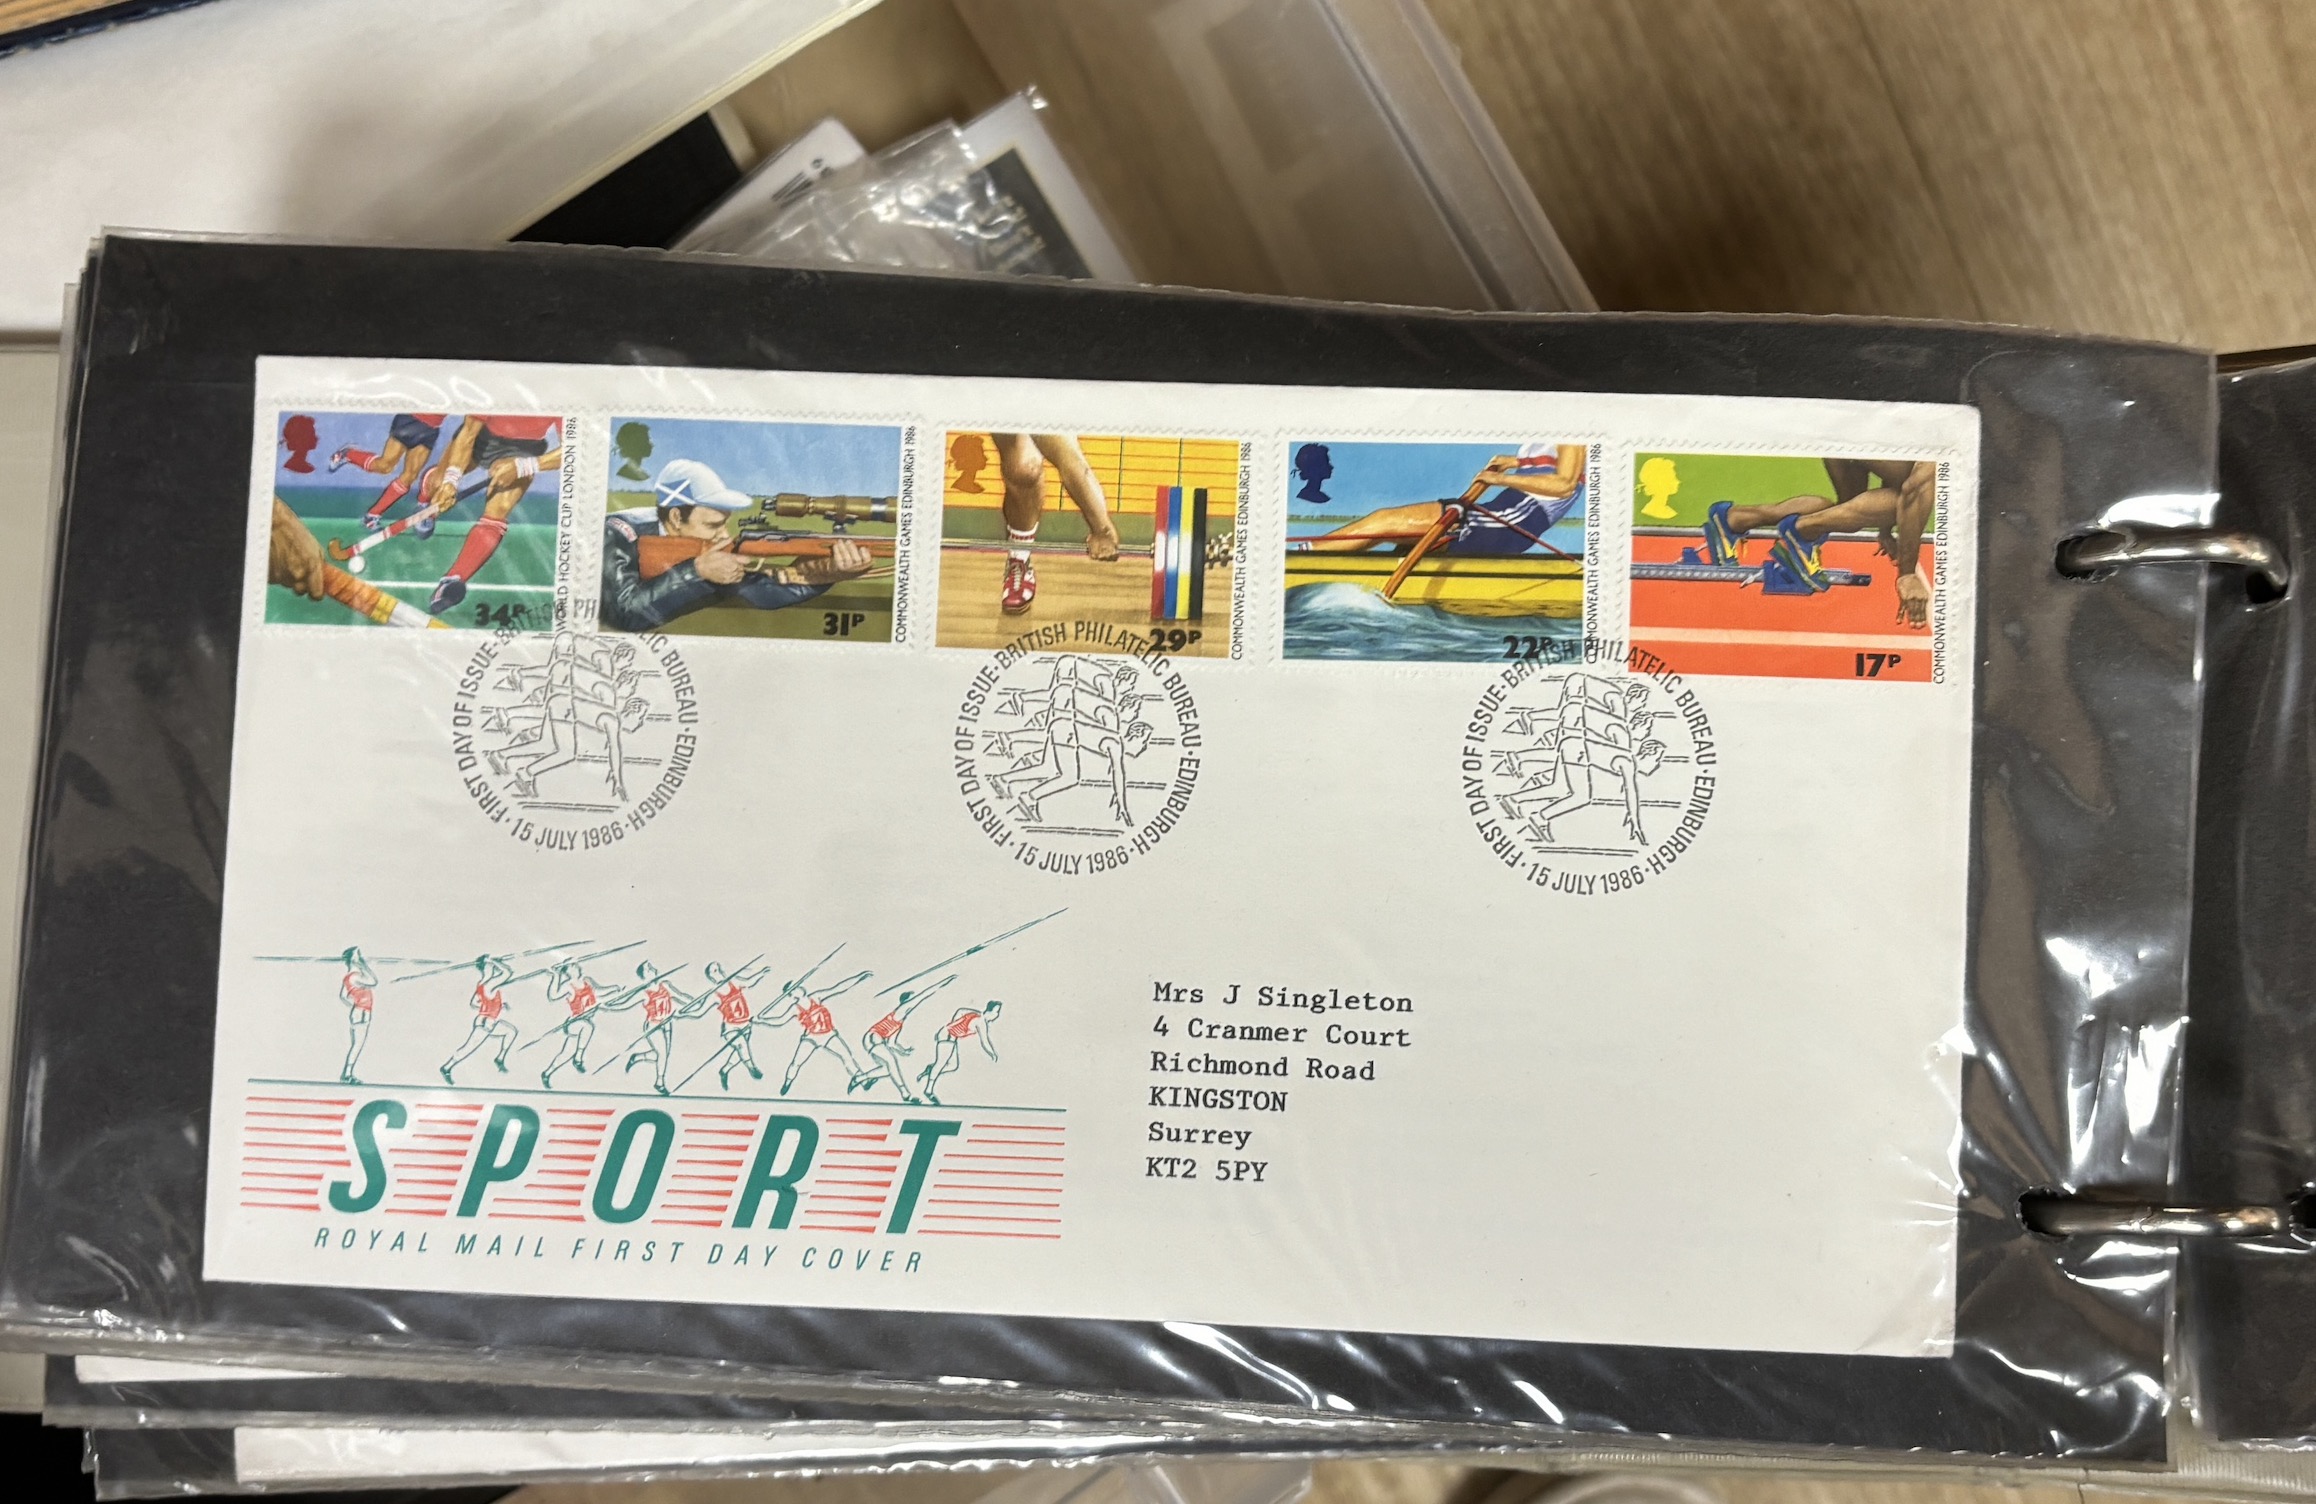 WORLD HOCKEY CUP LONDON 1986
34P
COMMONWEALTH GAMES EDINBURGH 1986
31P
COMMONWEALTH GAMES EDINBURGH 1986
29P
COMMONWEALTH GAMES EDINBURGH 1986
22P
COMMONWEALTH GAMES EDINBURGH 1986
17P
FIRST DAY OF ISSUE·BRITISH PHILATELIC BUREAU·EDINBURGH·
15 JULY 1986·
FIRST DAY OF ISSUE·BRITISH PHILATELIC BUREAU·EDINBURGH·
15 JULY 1986·
FIRST DAY OF ISSUE·BRITISH PHILATELIC BUREAU·EDINBURGH·
15 JULY 1986·
SPORT
ROYAL MAIL FIRST DAY COVER
Mrs J Singleton
4 Cranmer Court
Richmond Road
KINGSTON
Surrey
KT2 5PY